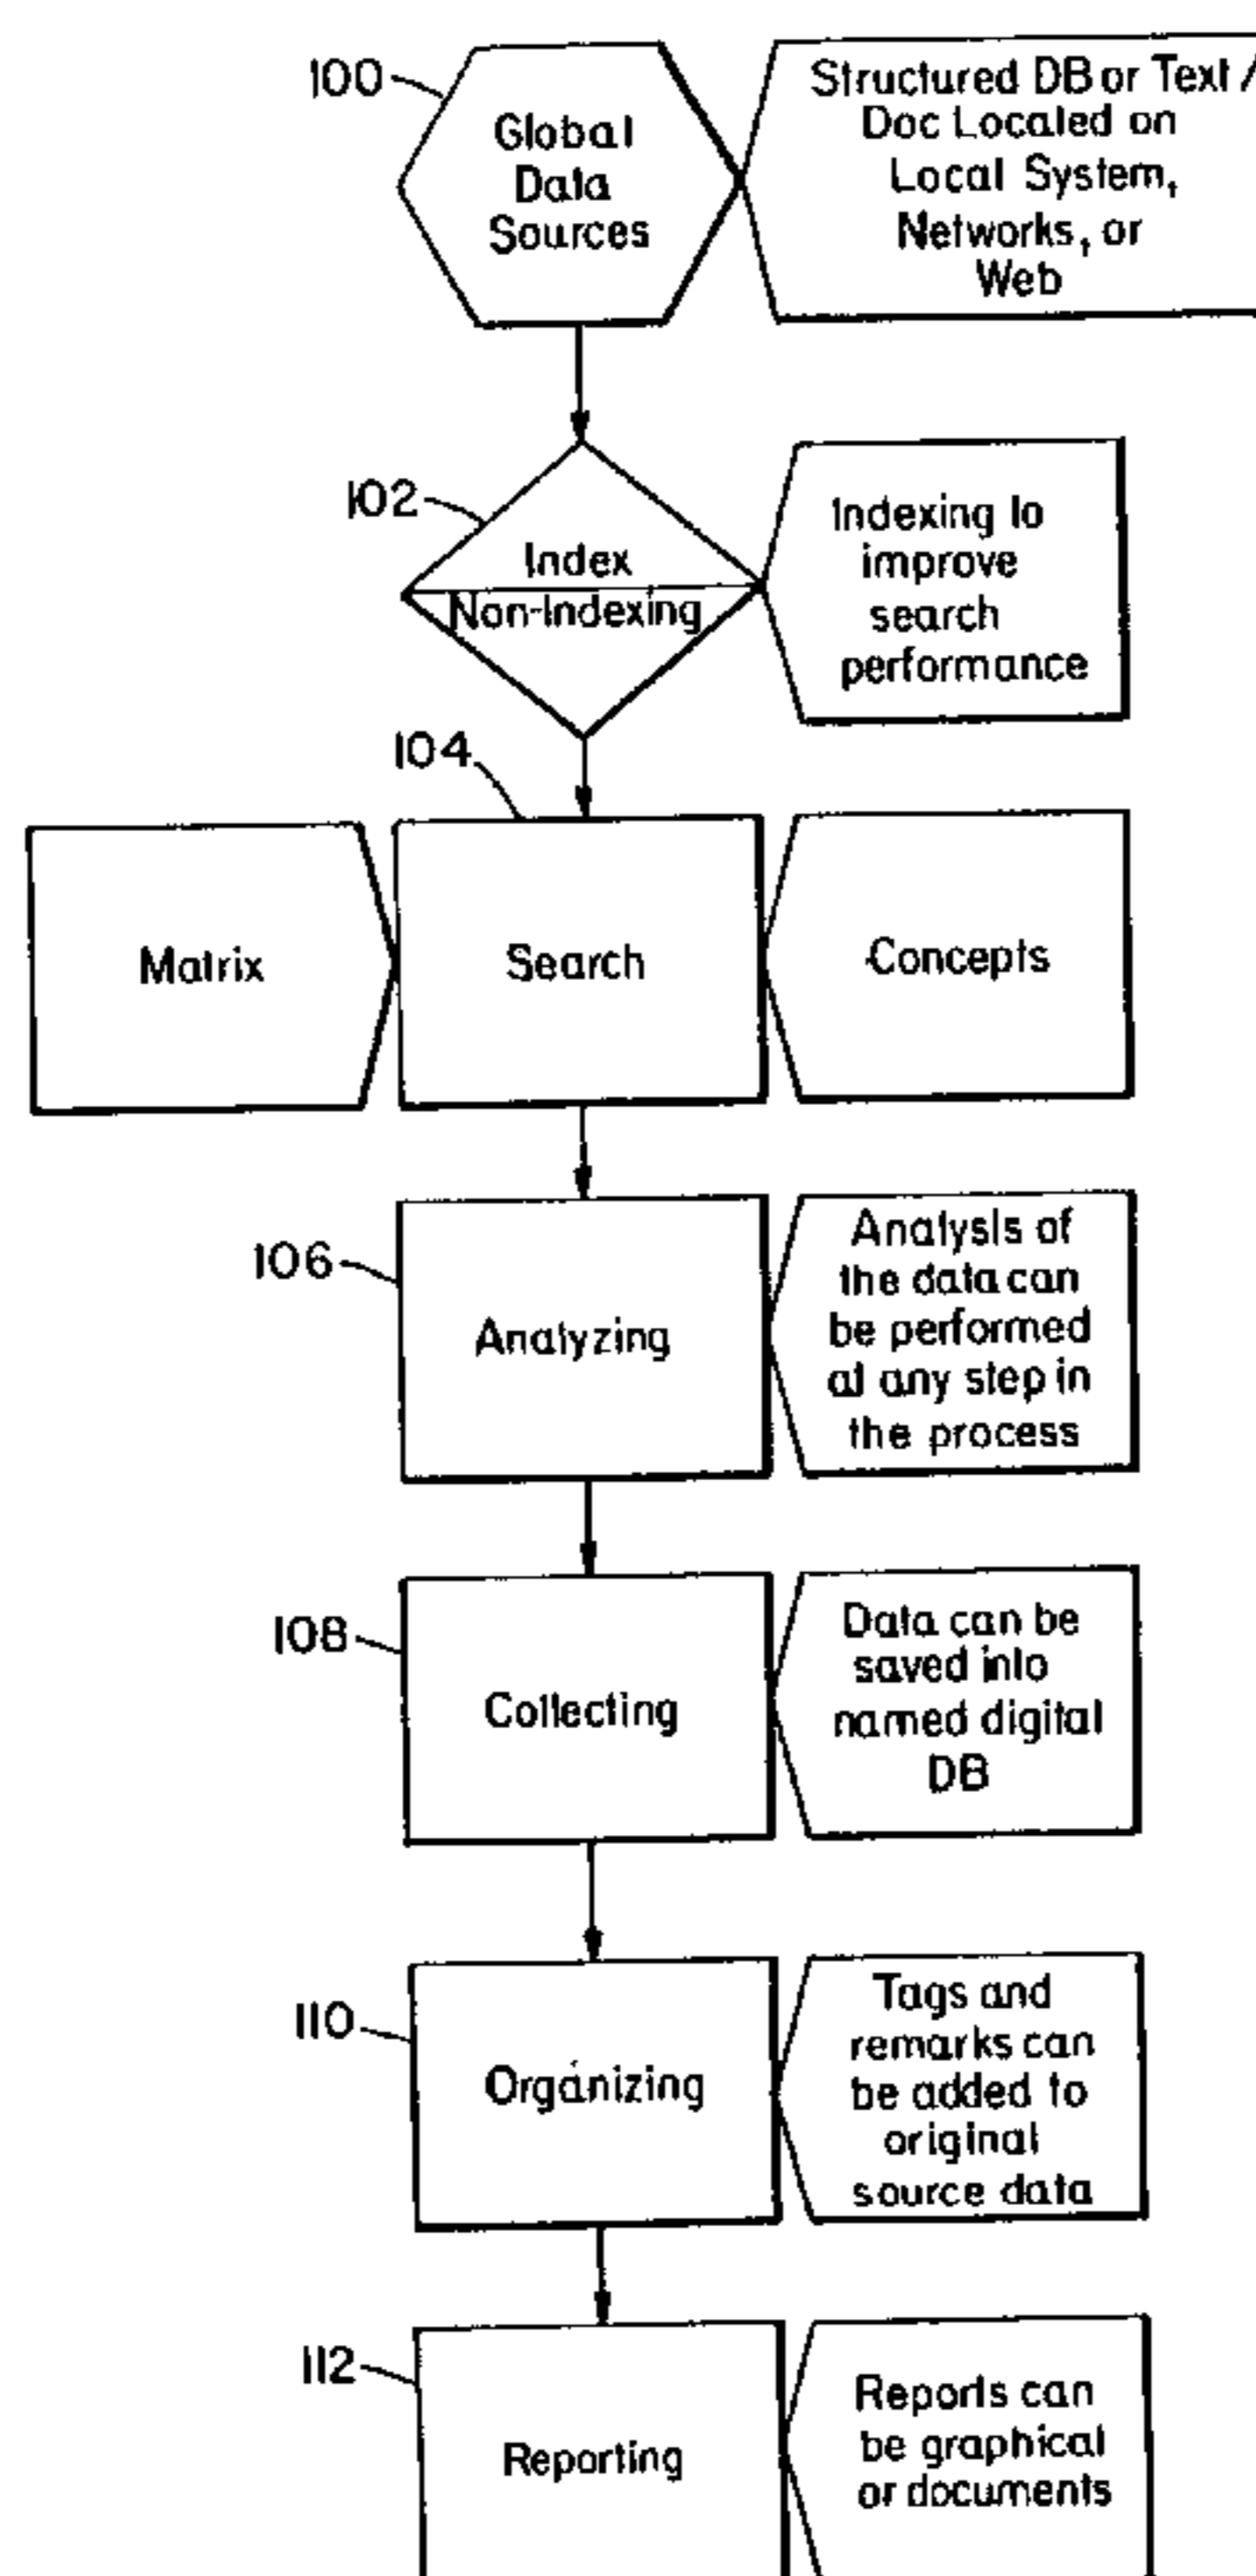 100
Global
Data
Sources
Structured DB or Text /
Doc Located on
Local System,
Networks, or
Web
102
Index
Non-Indexing
Indexing to
improve
search
performance
104
Matrix
Search
Concepts
106
Analyzing
Analysis of
the data can
be performed
at any step in
the process
108
Collecting
Data can be
saved into
named digital
DB
110
Organizing
Tags and
remarks can
be added to
original
source data
112
Reporting
Reports can
be graphical
or documents